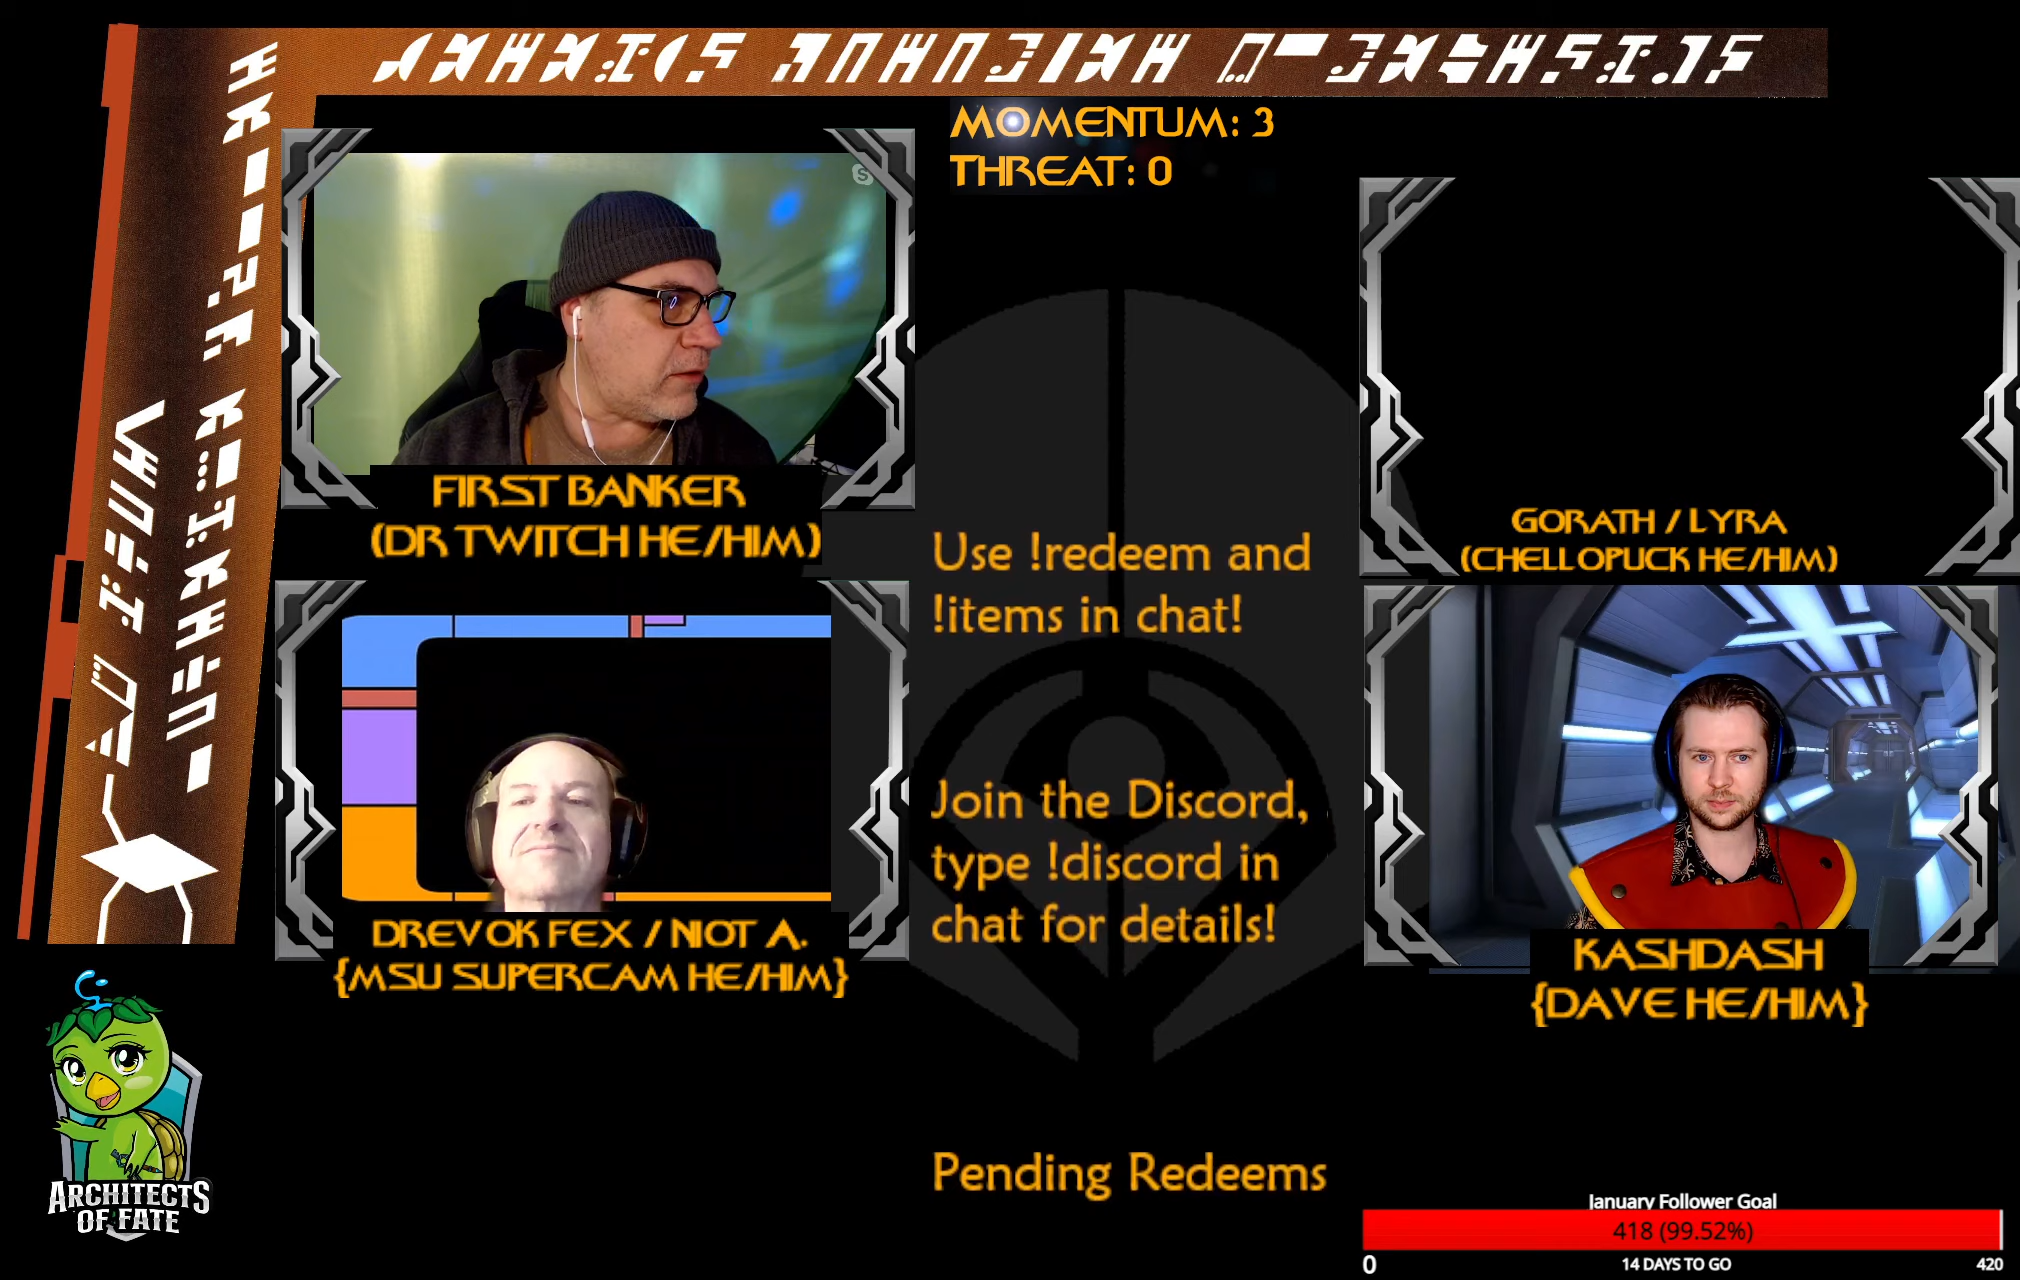 MOMENTUM: 3
THREAT: 0
FIRST BANKER
(DR TWITCH HE/HIM)
GORATH / LYRA
(CHELLOPUCK HE/HIM)
Use !redeem and
!items in chat!
DREVOK FEX / NIOT A.
{MSU SUPERCAM HE/HIM}
Join the Discord,
type !discord in
chat for details!
KASHDASH
{DAVE HE/HIM}
ARCHITECTS
OF FATE
Pending Redeems
January Follower Goal
418 (99.52%)
0
14 DAYS TO GO
420